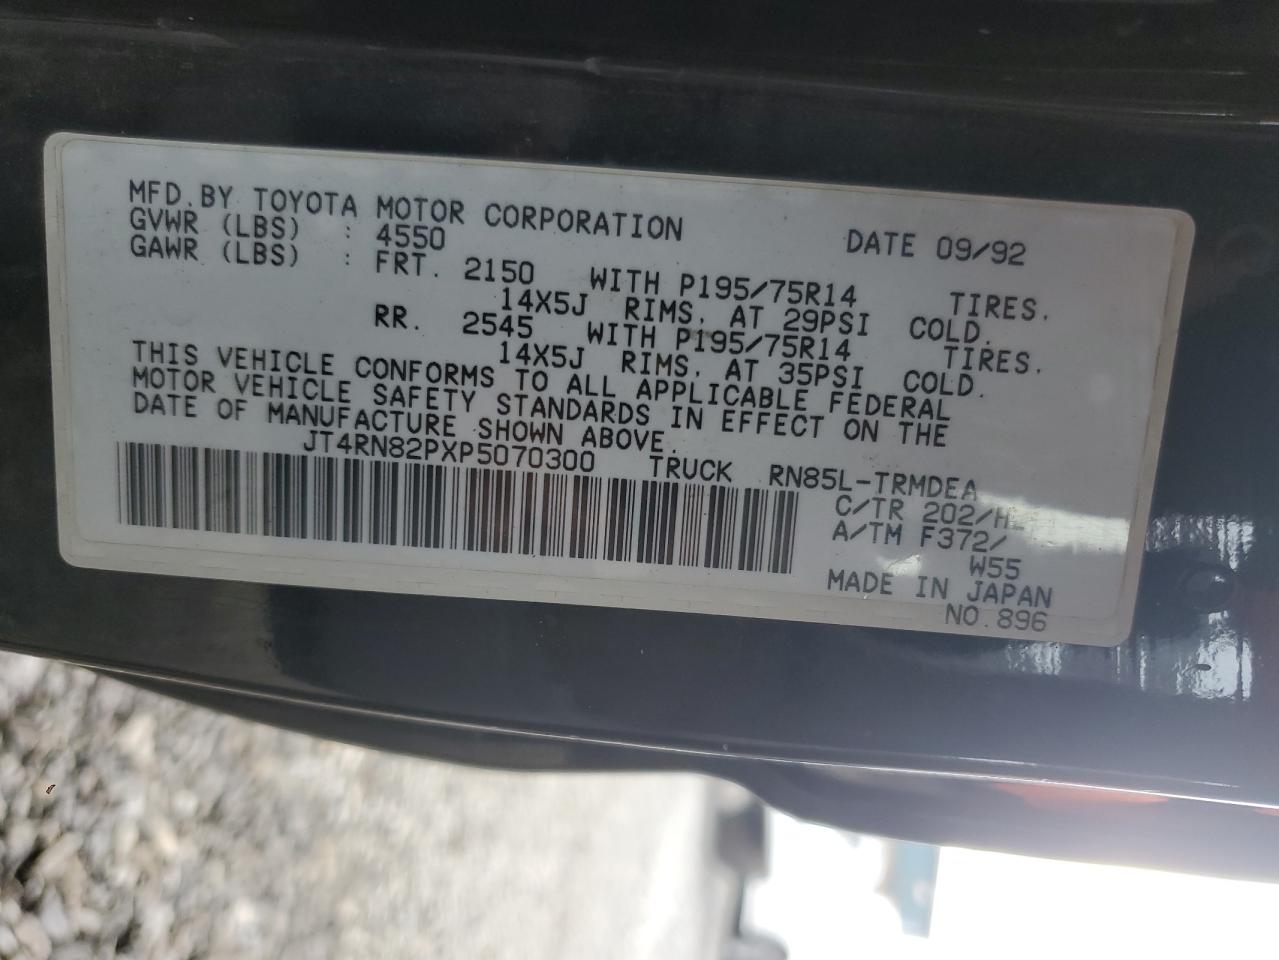 MFD. BY TOYOTA MOTOR CORPORATION DATE 09/92
GVWR (LBS) : 4550
GAWR (LBS) : FRT. 2150 WITH P195/75R14 TIRES.
14X5J RIMS. AT 29PSI COLD.
RR. 2545 WITH P195/75R14 TIRES.
14X5J RIMS. AT 35PSI COLD.
THIS VEHICLE CONFORMS TO ALL APPLICABLE FEDERAL
MOTOR VEHICLE SAFETY STANDARDS IN EFFECT ON THE
DATE OF MANUFACTURE SHOWN ABOVE.
JT4RN82PXP5070300 TRUCK RN85L-TRMDEA
C/TR 202/H
A/TM F372/
W55
MADE IN JAPAN
NO.896